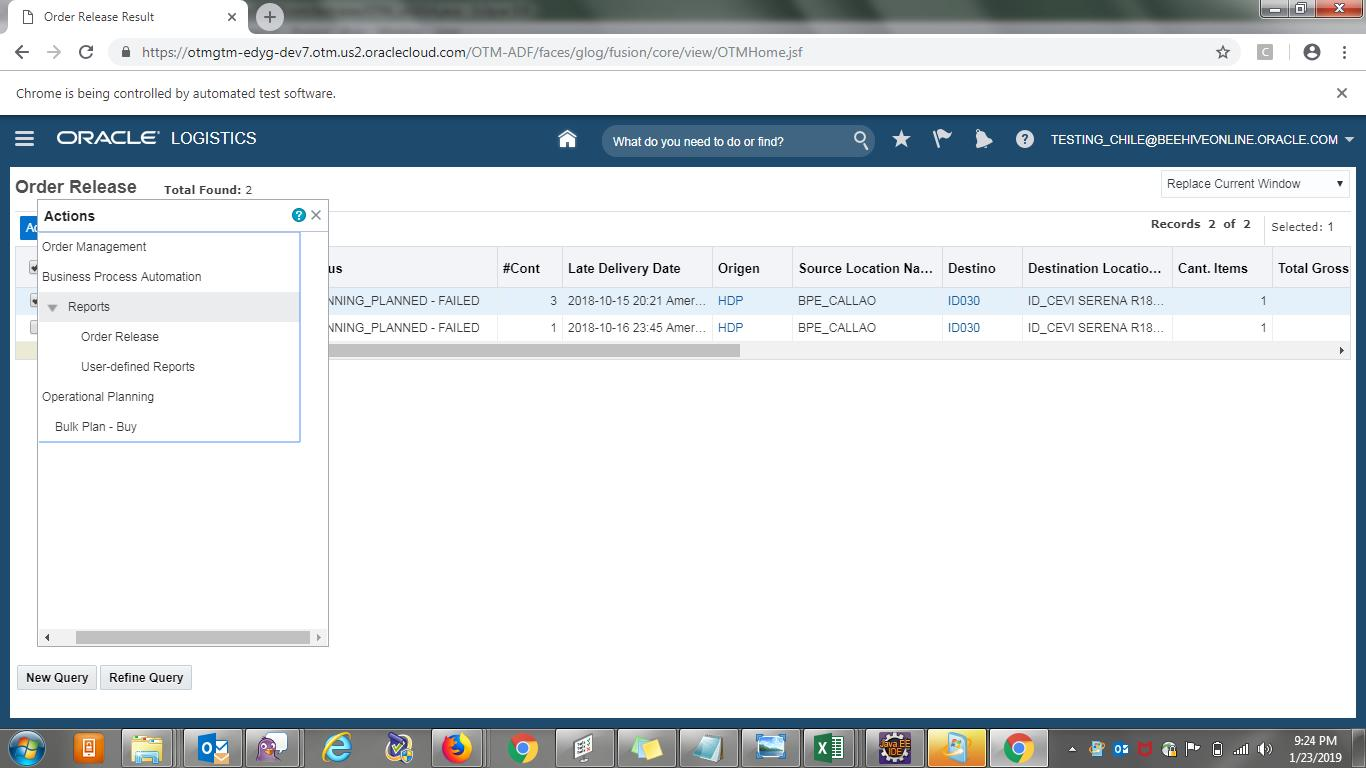 Order Release Result
https://otmgtm-edyg-dev7.otm.us2.oraclecloud.com/OTM-ADF/faces/glog/fusion/core/view/OTMHome.jsf
C
Chrome is being controlled by automated test software.
ORACLE LOGISTICS
What do you need to do or find?
TESTING_CHILE@BEEHIVEONLINE.ORACLE.COM
Order Release Total Found: 2
Replace Current Window
Records 2 of 2 Selected: 1
Actions
Order Management
Business Process Automation
Reports
Order Release
User-defined Reports
Operational Planning
Bulk Plan - Buy
#Cont Late Delivery Date Origen Source Location Na... Destino Destination Locatio... Cant. Items Total Gross
NNING_PLANNED - FAILED 3 2018-10-15 20:21 Amer... HDP BPE_CALLAO ID030 ID_CEVI SERENA R18... 1
NNING_PLANNED - FAILED 1 2018-10-16 23:45 Amer... HDP BPE_CALLAO ID030 ID_CEVI SERENA R18... 1
New Query Refine Query
Java EE
IDE
9:24 PM
1/23/2019